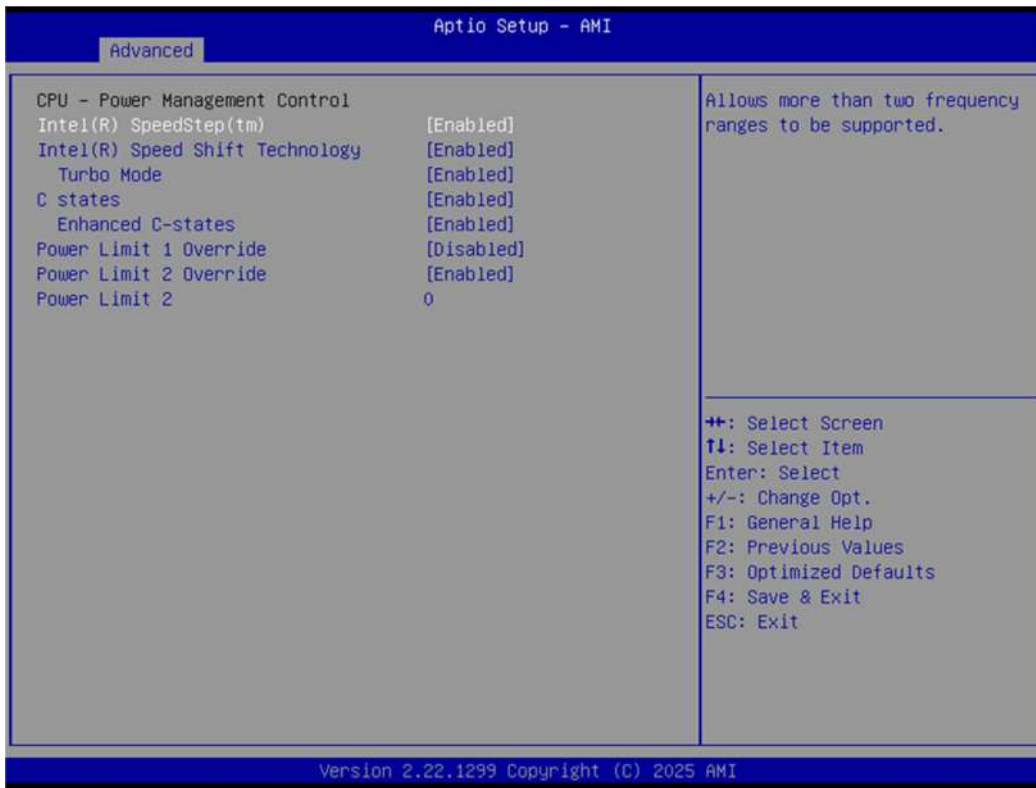 Aptio Setup – AMI
Advanced
CPU – Power Management Control
Intel(R) SpeedStep(tm) [Enabled]
Intel(R) Speed Shift Technology [Enabled]
Turbo Mode [Enabled]
C states [Enabled]
Enhanced C-states [Enabled]
Power Limit 1 Override [Disabled]
Power Limit 2 Override [Enabled]
Power Limit 2 0
Allows more than two frequency
ranges to be supported.
→←: Select Screen
↑↓: Select Item
Enter: Select
+/-: Change Opt.
F1: General Help
F2: Previous Values
F3: Optimized Defaults
F4: Save & Exit
ESC: Exit
Version 2.22.1299 Copyright (C) 2025 AMI